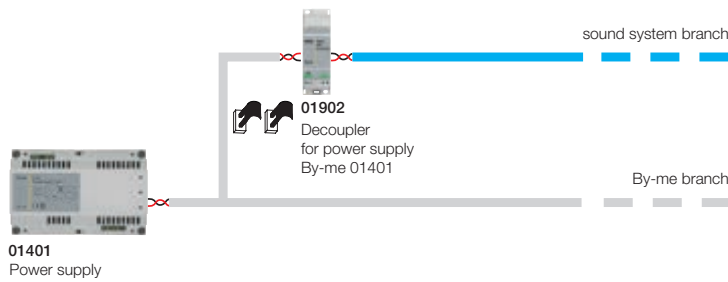 sound system branch
01902
Decoupler
for power supply
By-me 01401
By-me branch
01401
Power supply